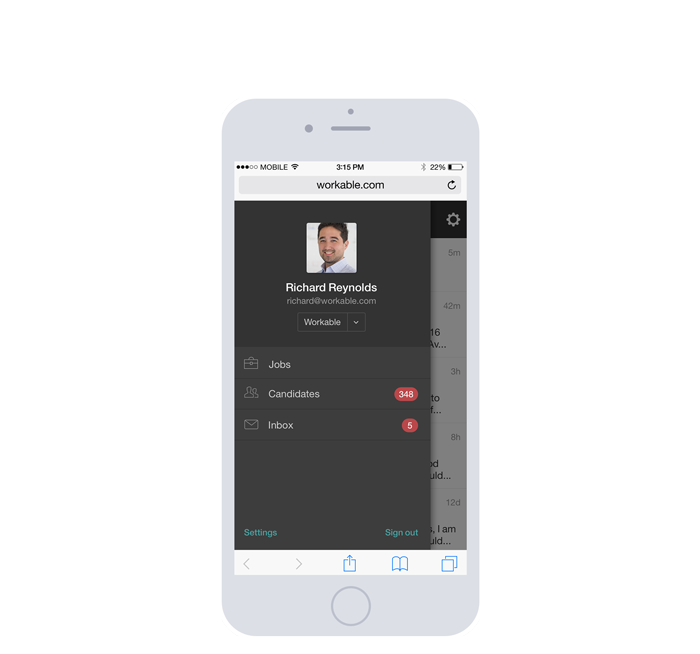 MOBILE 3:15 PM 22%
workable.com
5m
Richard Reynolds
richard@workable.com
42m
Workable
16
Av...
Jobs
3h
Candidates 348
to
f...
Inbox 5
8h
uld...
12d
s, I am
Settings Sign out
uld...